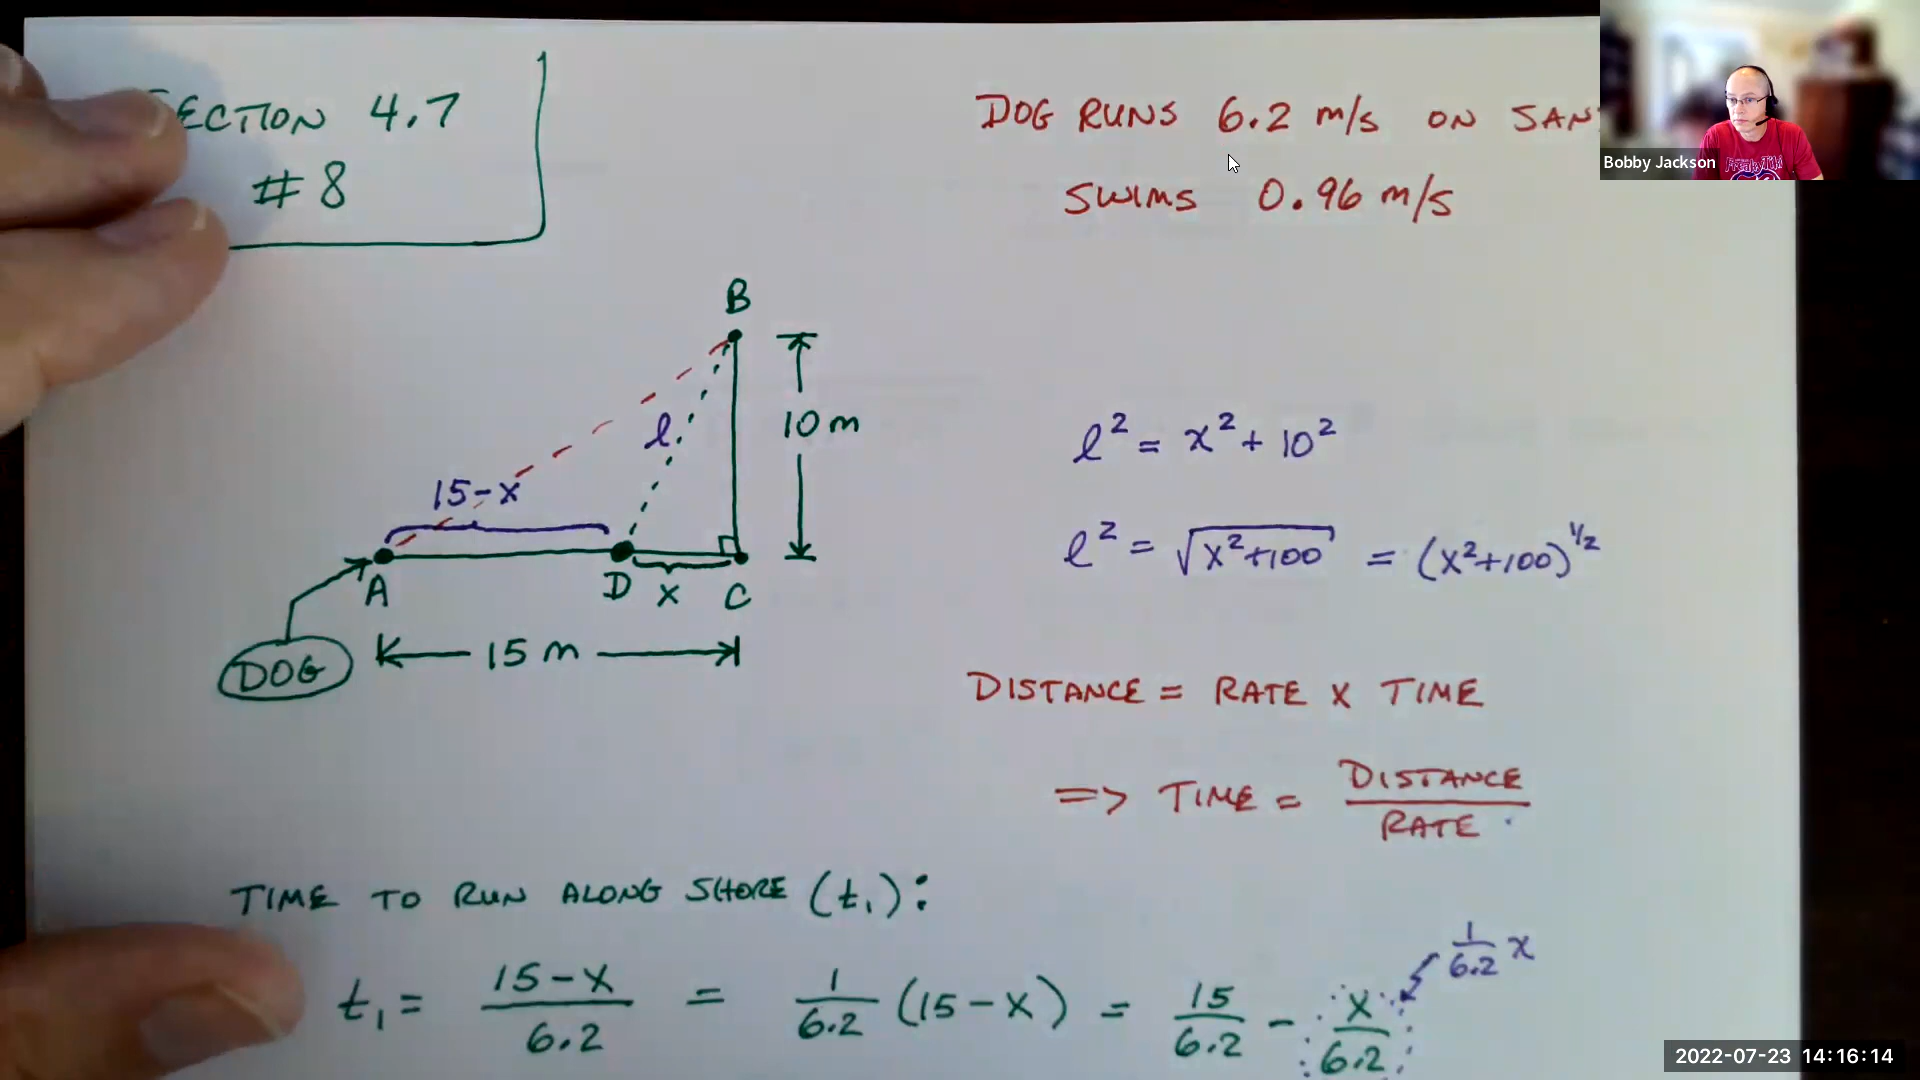 SECTION 4.7
#8
DOG RUNS 6.2 m/s ON
SWIMS 0.96 m/s
Bobby Jackson
B
10 m
l
15-x
A
D
x
C
15 m
DOG
l² = x² + 10²
l² = √(x²+100) = (x²+100)^½
DISTANCE = RATE X TIME
=> TIME = DISTANCE/RATE
TIME TO RUN ALONG SHORE (t₁):
t₁ = (15-x)/6.2 = 1/6.2 (15-x) = 15/6.2 - x/6.2
1/6.2 x
2022-07-23 14:16:14